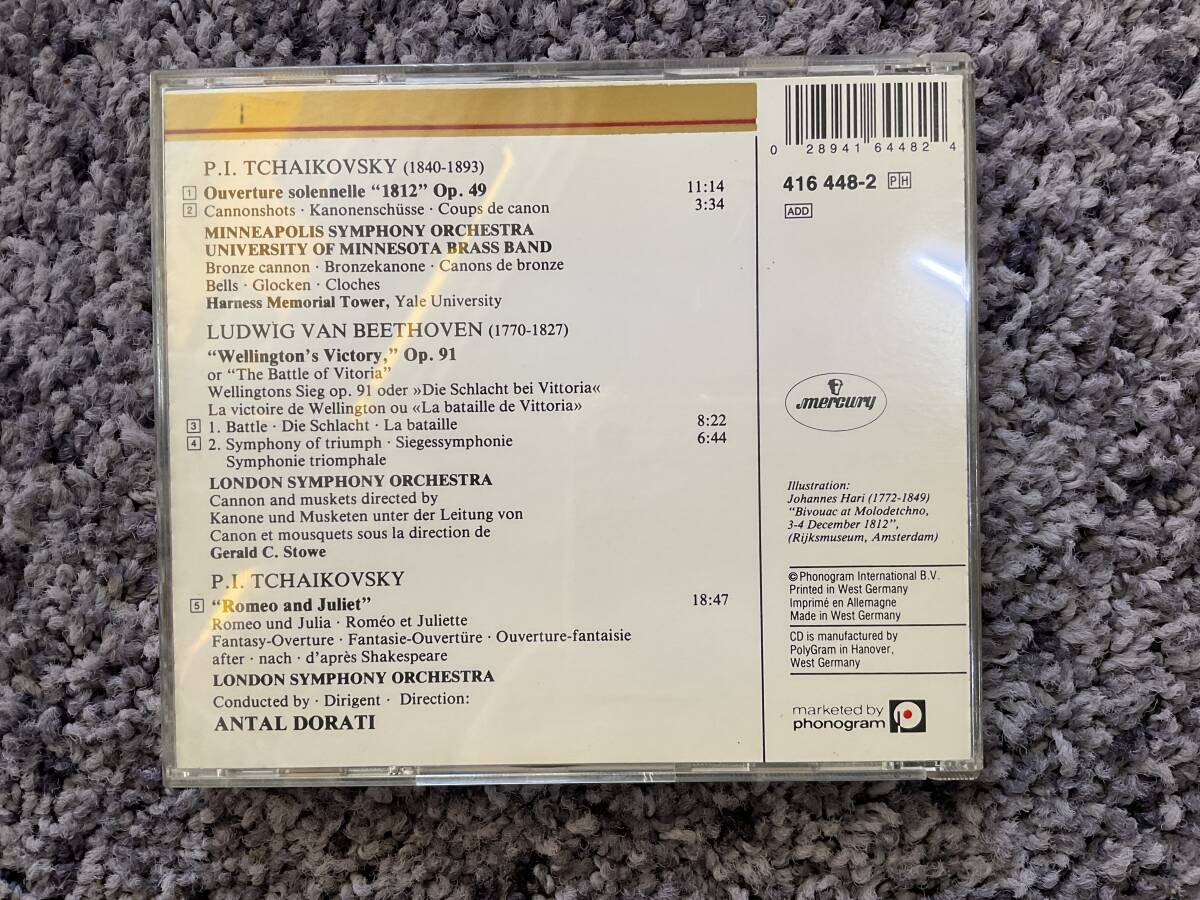 P.I. TCHAIKOVSKY (1840-1893)
1 Ouverture solennelle “1812” Op. 49 11:14
2 Cannonshots · Kanonenschüsse · Coups de canon 3:34
MINNEAPOLIS SYMPHONY ORCHESTRA
UNIVERSITY OF MINNESOTA BRASS BAND
Bronze cannon · Bronzekanone · Canons de bronze
Bells · Glocken · Cloches
Harness Memorial Tower, Yale University
LUDWIG VAN BEETHOVEN (1770-1827)
“Wellington’s Victory,” Op. 91
or “The Battle of Vitoria”
Wellingtons Sieg op. 91 oder »Die Schlacht bei Vittoria«
La victoire de Wellington ou «La bataille de Vittoria»
3 1. Battle · Die Schlacht · La bataille 8:22
4 2. Symphony of triumph · Siegessymphonie 6:44
Symphonie triomphale
LONDON SYMPHONY ORCHESTRA
Cannon and muskets directed by
Kanone und Musketen unter der Leitung von
Canon et mousquets sous la direction de
Gerald C. Stowe
P.I. TCHAIKOVSKY
5 “Romeo and Juliet” 18:47
Romeo und Julia · Roméo et Juliette
Fantasy-Overture · Fantasie-Ouvertüre · Ouverture-fantaisie
after · nach · d’après Shakespeare
LONDON SYMPHONY ORCHESTRA
Conducted by · Dirigent · Direction:
ANTAL DORATI
0 28941 64482 4
416 448-2 PH
ADD
mercury
Illustration:
Johannes Hari (1772-1849)
“Bivouac at Molodetchno,
3-4 December 1812”,
(Rijksmuseum, Amsterdam)
© Phonogram International B.V.
Printed in West Germany
Imprimé en Allemagne
Made in West Germany
CD is manufactured by
PolyGram in Hanover,
West Germany
marketed by
phonogram